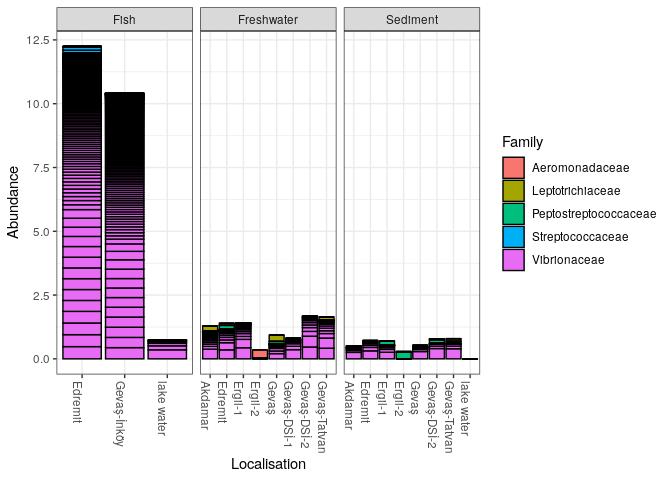 Fish
Freshwater
Sediment
12.5
10.0
7.5
5.0
2.5
0.0
Abundance
Edremit
Gevaş-İnköy
lake water
Akdamar
Edremit
Ergil-1
Ergil-2
Gevaş
Gevaş-DSİ-1
Gevaş-DSİ-2
Gevaş-Tatvan
Akdamar
Edremit
Ergil-1
Ergil-2
Gevaş
Gevaş-DSİ-2
Gevaş-Tatvan
lake water
Localisation
Family
Aeromonadaceae
Leptotrichiaceae
Peptostreptococcaceae
Streptococcaceae
Vibrionaceae